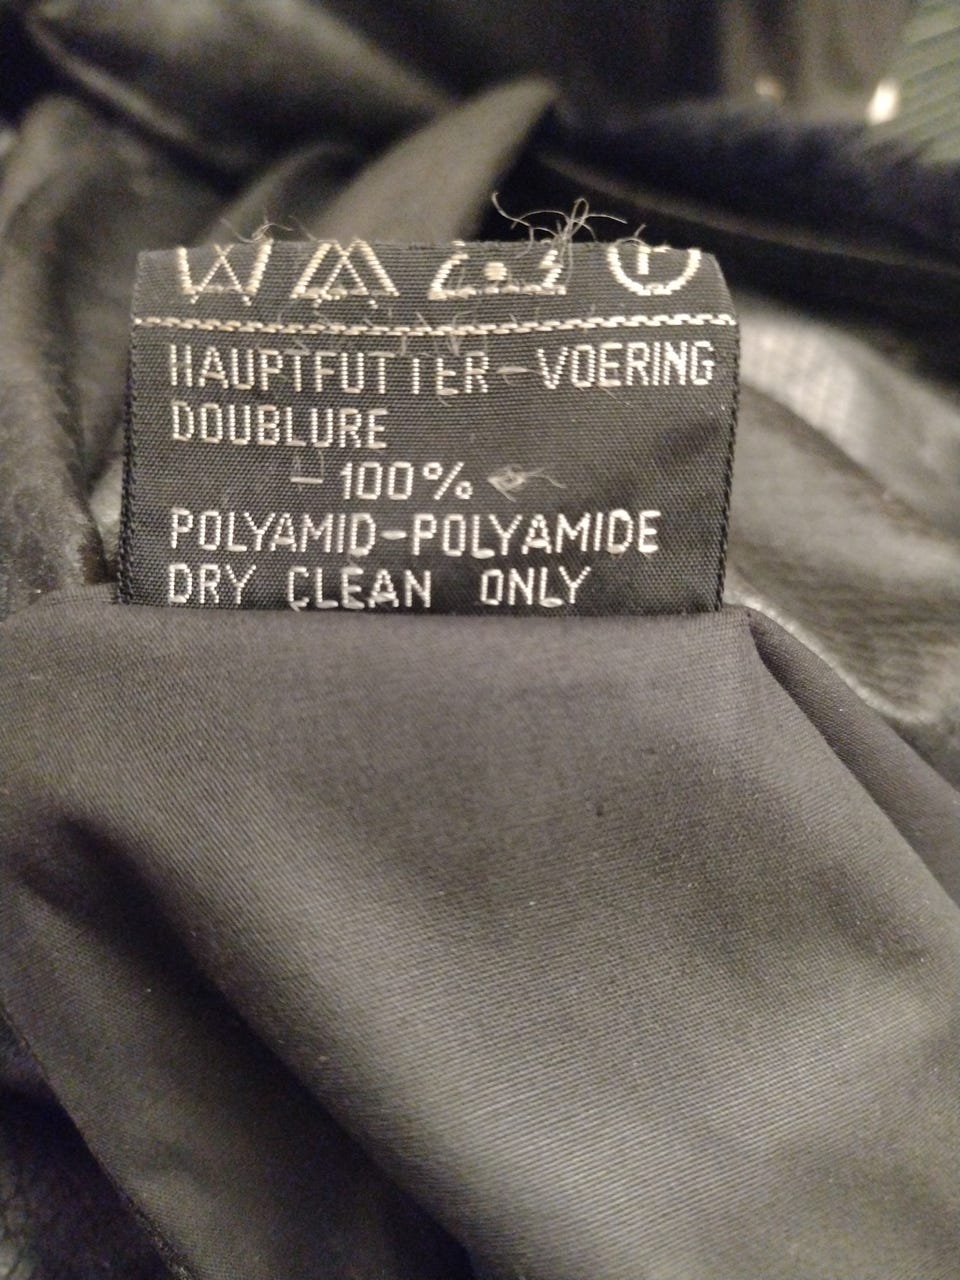 HAUPTFUTTER-VOERING
DOUBLURE
100%
POLYAMID-POLYAMIDE
DRY CLEAN ONLY